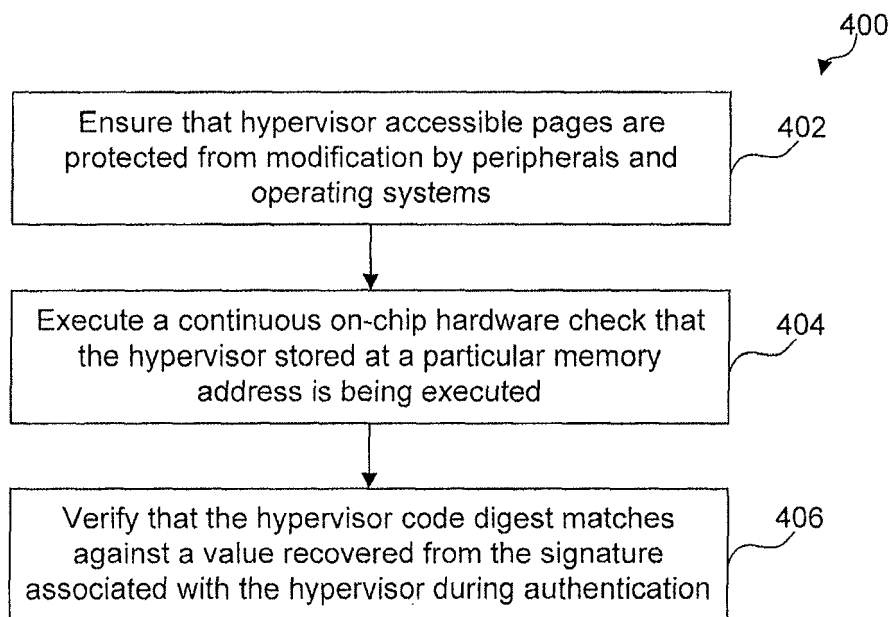 400
Ensure that hypervisor accessible pages are
protected from modification by peripherals and
operating systems
402
Execute a continuous on-chip hardware check that
the hypervisor stored at a particular memory
address is being executed
404
Verify that the hypervisor code digest matches
against a value recovered from the signature
associated with the hypervisor during authentication
406